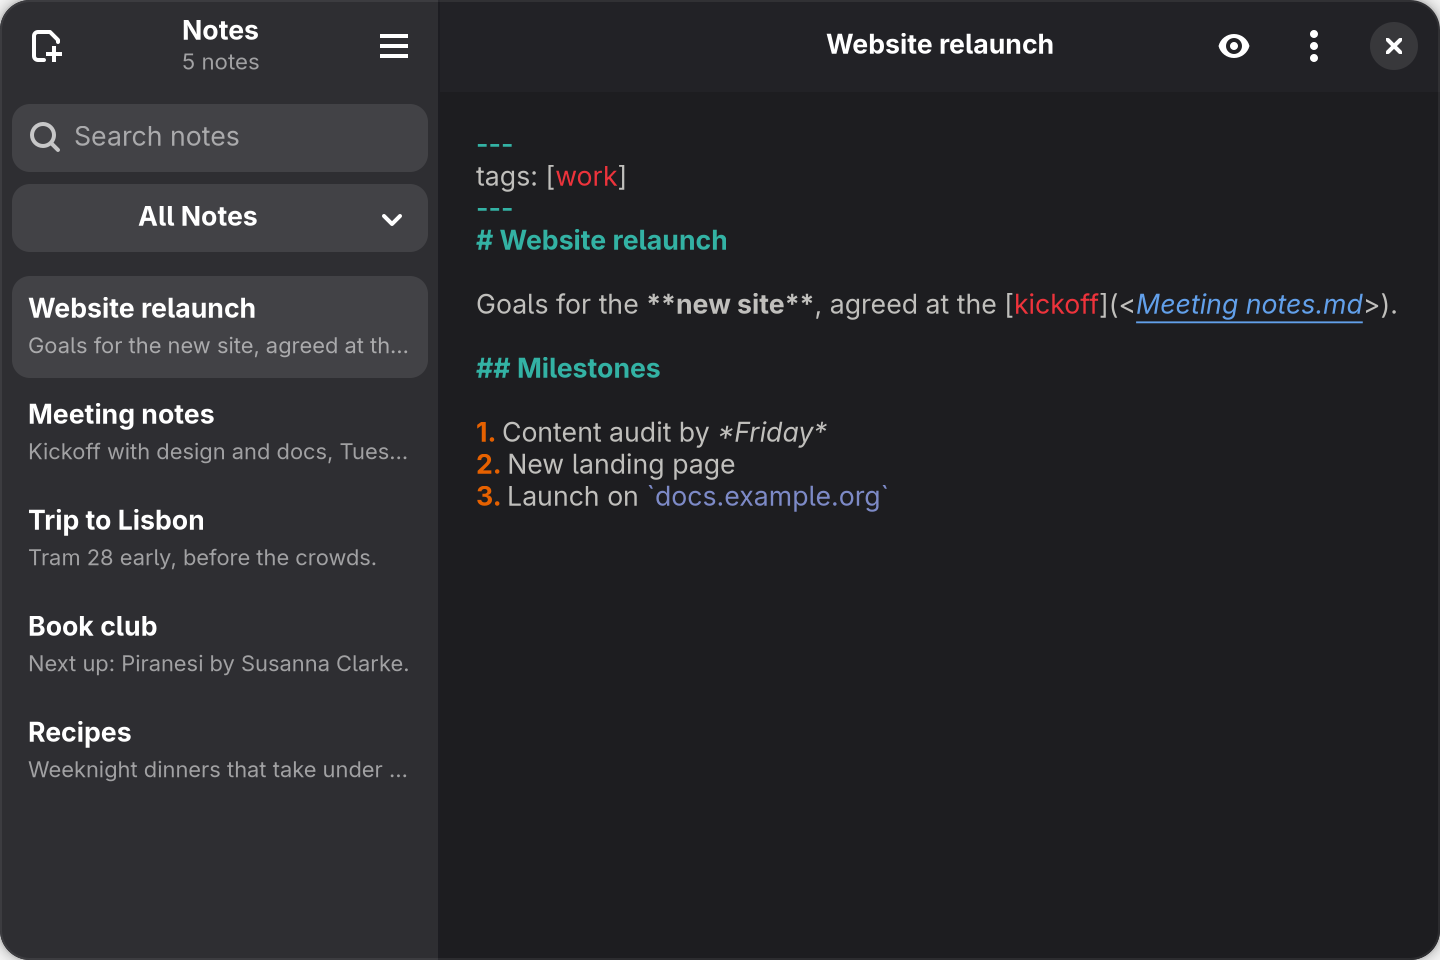 Notes
5 notes
Search notes
All Notes
Website relaunch
Goals for the new site, agreed at th...
Meeting notes
Kickoff with design and docs, Tues...
Trip to Lisbon
Tram 28 early, before the crowds.
Book club
Next up: Piranesi by Susanna Clarke.
Recipes
Weeknight dinners that take under ...
Website relaunch
---
tags: [work]
---
# Website relaunch
Goals for the **new site**, agreed at the [kickoff](<Meeting notes.md>).
## Milestones
1. Content audit by *Friday*
2. New landing page
3. Launch on `docs.example.org`